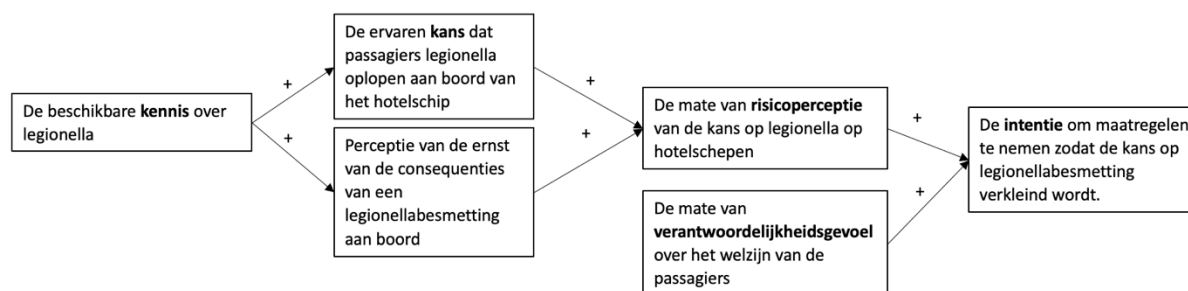 De beschikbare kennis over
legionella
+
+
De ervaren kans dat
passagiers legionella
oplopen aan boord van
het hotelschip
Perceptie van de ernst
van de consequenties
van een
legionellabesmetting
aan boord
+
+
De mate van risicoperceptie
van de kans op legionella op
hotelschepen
De mate van
verantwoordelijkheidsgevoel
over het welzijn van de
passagiers
+
+
De intentie om maatregelen
te nemen zodat de kans op
legionellabesmetting
verkleind wordt.